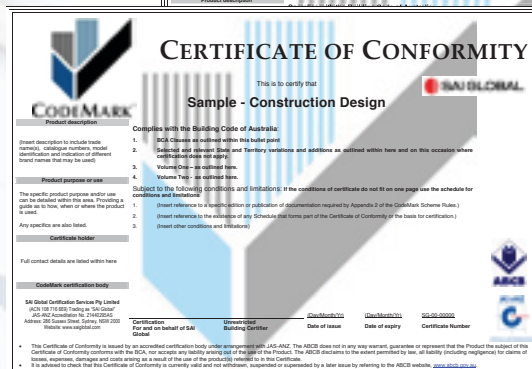 Product description
CERTIFICATE OF CONFORMITY
This is to certify that
SAI GLOBAL
Sample - Construction Design
CODEMARK
Product description
(Insert description to include trade
name(s), catalogue numbers, model
identification and indication of different
brand names that may be used)
Product purpose or use
The specific product purpose and/or use
can be detailed within this area. Providing a
guide as to how, when or where the product
is used.
Any specifics are also listed.
Certificate holder
Full contact details are listed within here
CodeMark certification body
SAI Global Certification Services Pty Limited
(ACN 108 716 669) Trading as "SAI Global"
JAS-ANZ Accreditation No. Z1440295AS
Address: 286 Sussex Street, Sydney, NSW 2000
Website: www.saiglobal.com
Complies with the Building Code of Australia:
1. BCA Clauses as outlined within this bullet point
2. Selected and relevant State and Territory variations and additions as outlined within here and on this occasion where
certification does not apply.
3. Volume One – as outlined here.
4. Volume Two - as outlined here.
Subject to the following conditions and limitations: If the conditions of certificate do not fit on one page use the schedule for
conditions and limitations
1. (Insert reference to a specific edition or publication of documentation required by Appendix 2 of the CodeMark Scheme Rules.)
2. (Insert reference to the existence of any Schedule that forms part of the Certificate of Conformity or the basis for certification.)
3. (Insert other conditions and limitations)
ABCB
(Day/Month/Yr) (Day/Month/Yr) SG-00-00000
Certification Unrestricted Date of issue Date of expiry Certificate Number
For and on behalf of SAI Building Certifier
Global
• This Certificate of Conformity is issued by an accredited certification body under arrangement with JAS-ANZ. The ABCB does not in any way warrant, guarantee or represent that the Product the subject of this
Certificate of Conformity conforms with the BCA, nor accepts any liability arising out of the use of the Product. The ABCB disclaims to the extent permitted by law, all liability (including negligence) for claims of
losses, expenses, damages and costs arising as a result of the use of the product(s) referred to in this Certificate.
• It is advised to check that this Certificate of Conformity is currently valid and not withdrawn, suspended or superseded by a later issue by referring to the ABCB website, www.abcb.gov.au.